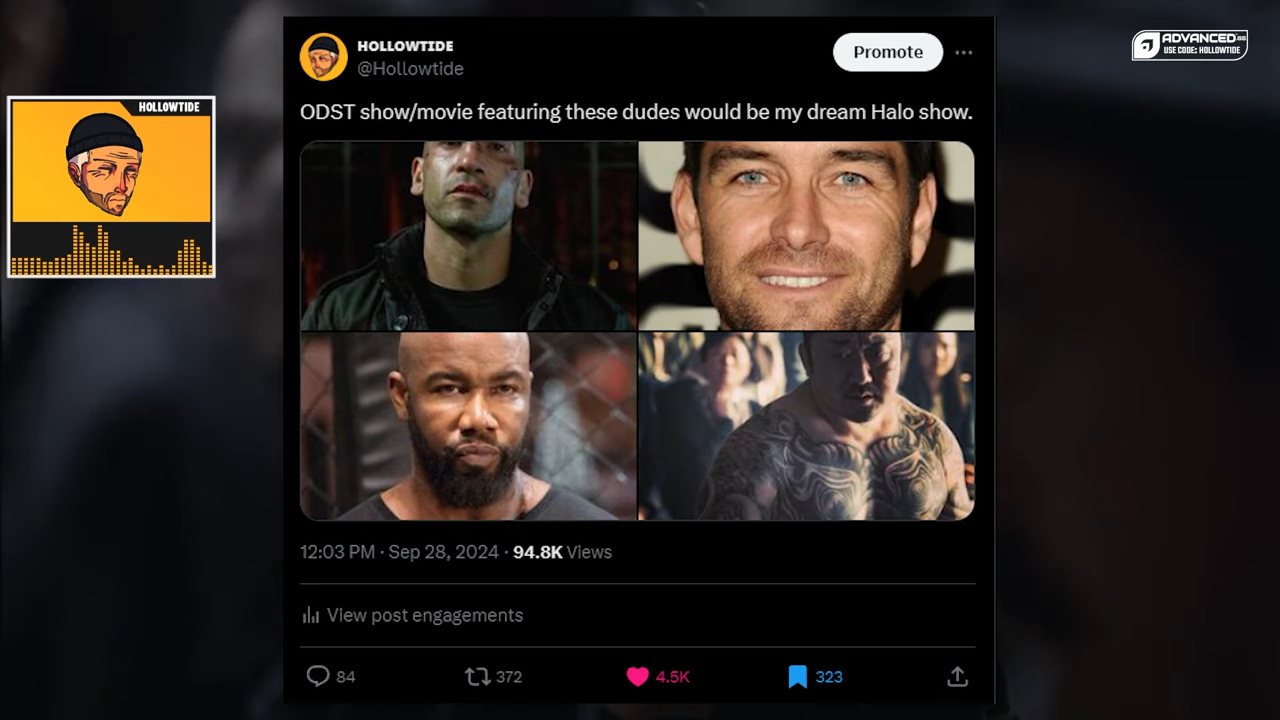 HOLLOWTIDE
@Hollowtide
Promote
ADVANCED.GG
USE CODE: HOLLOWTIDE
HOLLOWTIDE
ODST show/movie featuring these dudes would be my dream Halo show.
12:03 PM · Sep 28, 2024 · 94.8K Views
View post engagements
84 372 4.5K 323